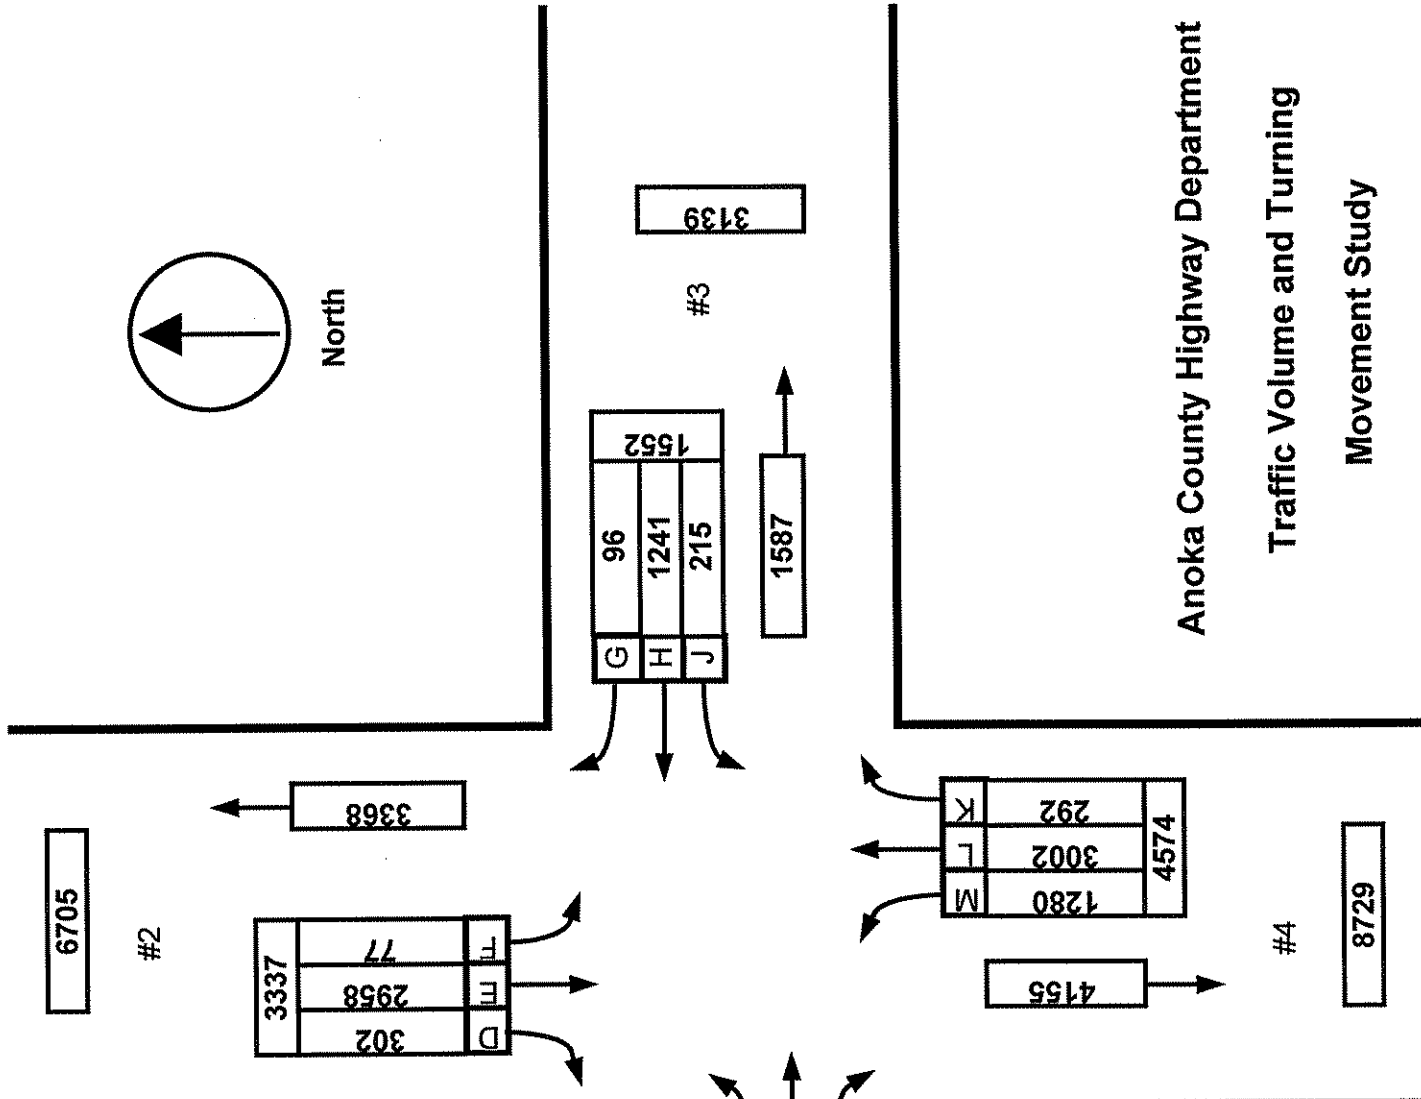 6705
#2
3337
302
2958
77
D
E
F
3368
North
G
96
H
1241
J
215
1552
1587
#3
3139
M
L
K
1280
3002
292
4574
4155
#4
8729
Anoka County Highway Department
Traffic Volume and Turning
Movement Study